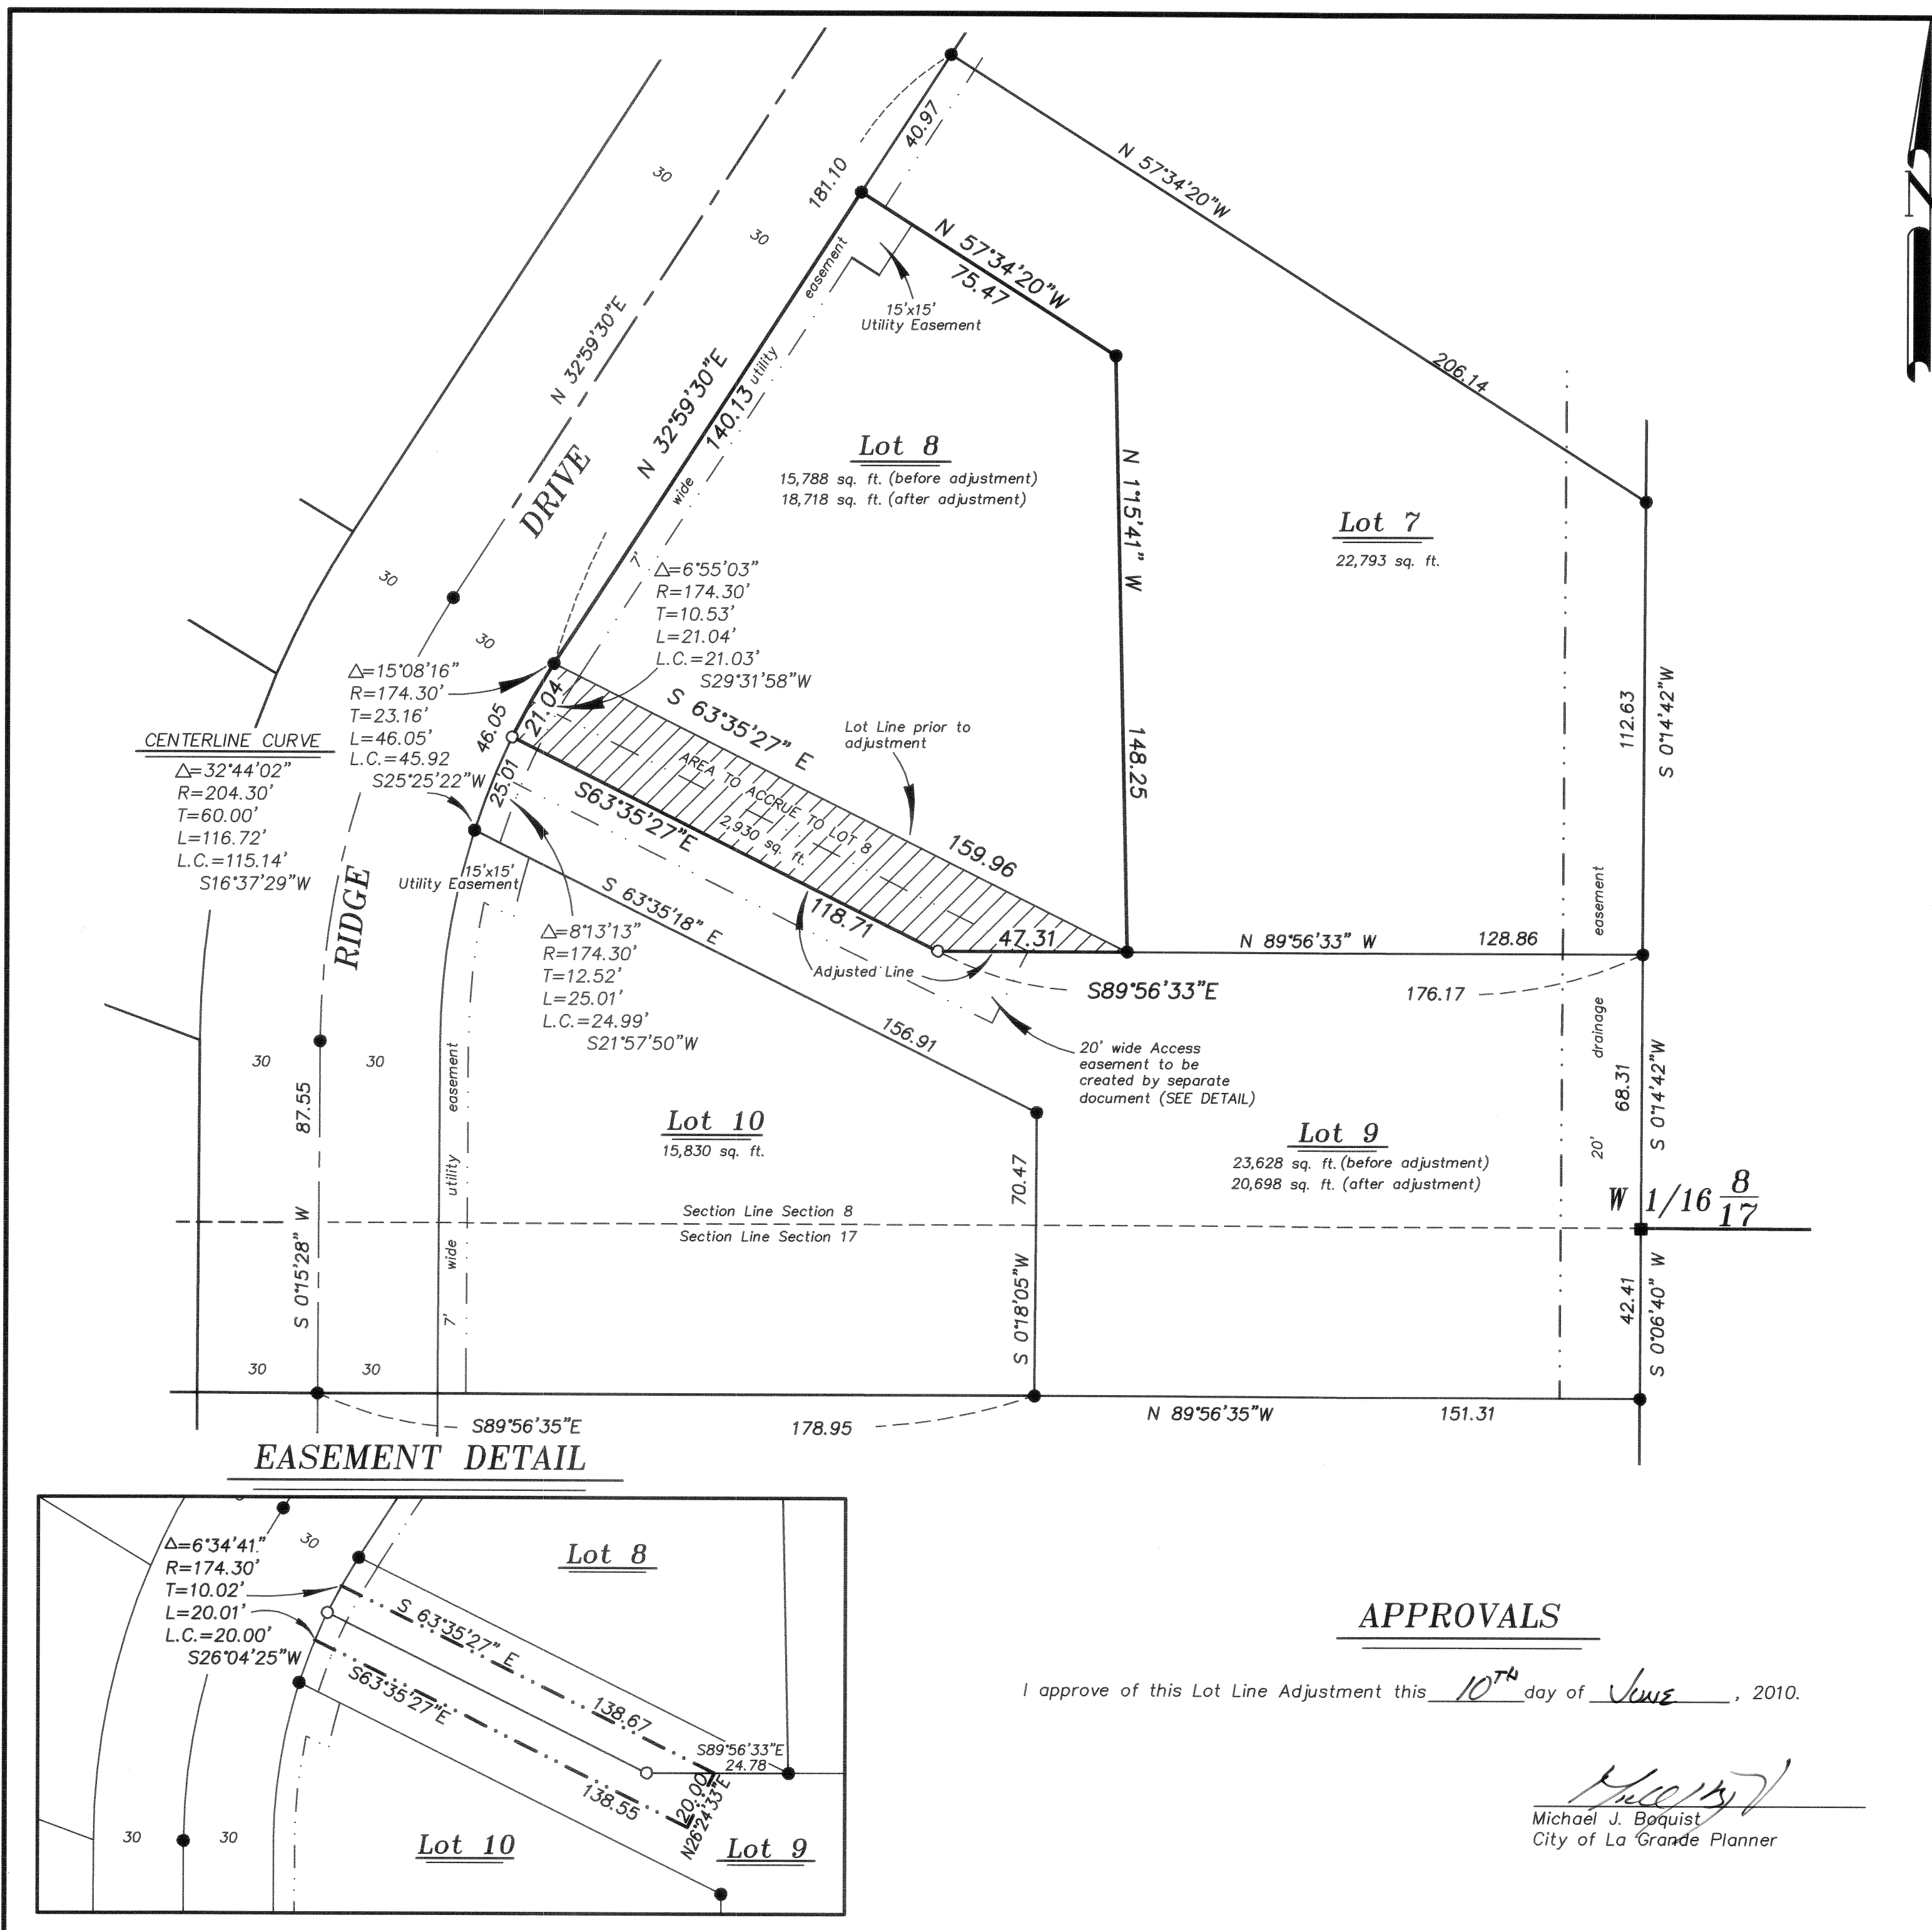 40.97
N 57°34'20"W
30
181.10
30
N 57°34'20"W
75.47
easement
15'x15'
Utility Easement
N 32°59'30"E
206.14
N 32°59'30"E
140.13
utility
wide
7'
DRIVE
Lot 8
15,788 sq. ft. (before adjustment)
18,718 sq. ft. (after adjustment)
N 1°15'41" W
148.25
Lot 7
22,793 sq. ft.
30
30
△=6°55'03"
R=174.30'
T=10.53'
L=21.04'
L.C.=21.03'
S29°31'58"W
△=15°08'16"
R=174.30'
T=23.16'
L=46.05'
L.C.=45.92
S25°25'22"W
46.05
21.04
25.01
S 63°35'27" E
159.96
Lot Line prior to
adjustment
112.63
S 0°14'42"W
CENTERLINE CURVE
△=32°44'02"
R=204.30'
T=60.00'
L=116.72'
L.C.=115.14'
S16°37'29"W
AREA TO ACCRUE TO LOT 8
2,930 sq. ft.
S63°35'27"E
118.71
15'x15'
Utility Easement
S 63°35'18" E
156.91
RIDGE
△=8°13'13"
R=174.30'
T=12.52'
L=25.01'
L.C.=24.99'
S21°57'50"W
Adjusted Line
47.31
S89°56'33"E
N 89°56'33" W
128.86
176.17
easement
drainage
20'
20' wide Access
easement to be
created by separate
document (SEE DETAIL)
30
30
87.55
S 0°15'28" W
easement
utility
wide
7'
Lot 10
15,830 sq. ft.
70.47
S 0°18'05"W
Lot 9
23,628 sq. ft. (before adjustment)
20,698 sq. ft. (after adjustment)
68.31
S 0°14'42"W
W 1/16 8
17
Section Line Section 8
Section Line Section 17
42.41
S 0°06'40" W
30
30
S89°56'35"E
178.95
N 89°56'35"W
151.31
EASEMENT DETAIL
△=6°34'41"
R=174.30'
T=10.02'
L=20.01'
L.C.=20.00'
S26°04'25"W
30
Lot 8
S 63°35'27" E
138.67
S63°35'27"E
138.55
S89°56'33"E
24.78
20.00
N26°24'33"E
30
30
Lot 10
Lot 9
APPROVALS
I approve of this Lot Line Adjustment this 10TH day of JUNE, 2010.
Michael J. Boquist
City of La Grande Planner
N